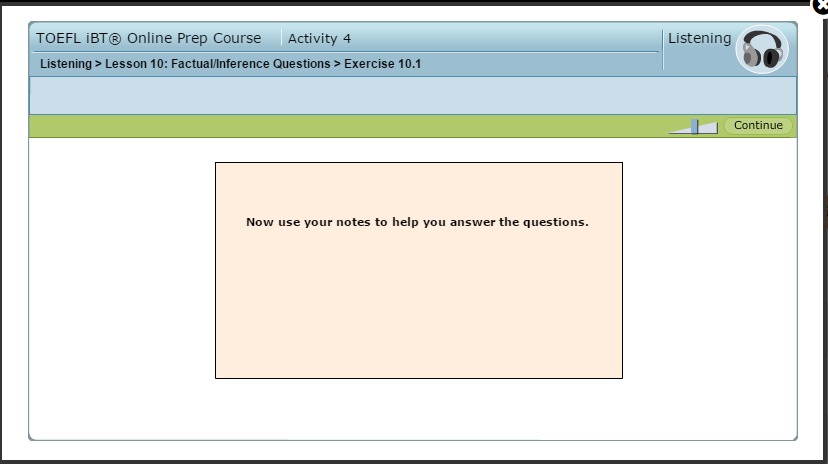 TOEFL iBT® Online Prep Course Activity 4 Listening
Listening > Lesson 10: Factual/Inference Questions > Exercise 10.1
Continue
Now use your notes to help you answer the questions.